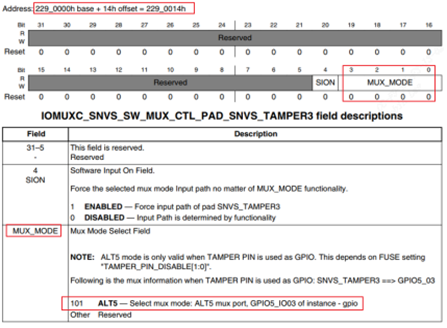 Address: 229_0000h base + 14h offset = 229_0014h
Bit 31 30 29 28 27 26 25 24 23 22 21 20 19 18 17 16
R
W
Reserved
Reset 0 0 0 0 0 0 0 0 0 0 0 0 0 0 0 0
Bit 15 14 13 12 11 10 9 8 7 6 5 4 3 2 1 0
R
W
Reserved SION MUX_MODE
Reset 0 0 0 0 0 0 0 0 0 0 0 0 0 0 0 0
IOMUXC_SNVS_SW_MUX_CTL_PAD_SNVS_TAMPER3 field descriptions
Field Description
31–5 This field is reserved.
- Reserved
4 Software Input On Field.
SION
Force the selected mux mode Input path no matter of MUX_MODE functionality.
1 ENABLED — Force input path of pad SNVS_TAMPER3
0 DISABLED — Input Path is determined by functionality
MUX_MODE Mux Mode Select Field
NOTE: ALT5 mode is only valid when TAMPER PIN is used as GPIO. This depends on FUSE setting
"TAMPER_PIN_DISABLE[1:0]".
Following is the mux information when TAMPER PIN is used as GPIO: SNVS_TAMPER3 ==> GPIO5_03
101 ALT5 — Select mux mode: ALT5 mux port, GPIO5_IO03 of instance - gpio
Other Reserved